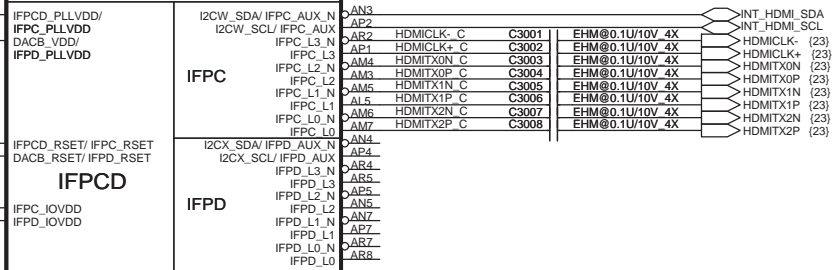 AN3
IFPCD_PLLVDD/ I2CW_SDA/ IFPC_AUX_N INT_HDMI_SDA
AP2
IFPC_PLLVDD I2CW_SCL/ IFPC_AUX INT_HDMI_SCL
AR2 HDMICLK-_C C3001 EHM@0.1U/10V_4X
DACB_VDD/ IFPC_L3_N HDMICLK- {23}
AP1 HDMICLK+_C C3002 EHM@0.1U/10V_4X
IFPD_PLLVDD IFPC_L3 HDMICLK+ {23}
AM4 HDMITX0N_C C3003 EHM@0.1U/10V_4X
IFPC_L2_N HDMITX0N {23}
AM3 HDMITX0P_C C3004 EHM@0.1U/10V_4X
IFPC IFPC_L2 HDMITX0P {23}
AM5 HDMITX1N_C C3005 EHM@0.1U/10V_4X
IFPC_L1_N HDMITX1N {23}
AL5 HDMITX1P_C C3006 EHM@0.1U/10V_4X
IFPC_L1 HDMITX1P {23}
AM6 HDMITX2N_C C3007 EHM@0.1U/10V_4X
IFPC_L0_N HDMITX2N {23}
AM7 HDMITX2P_C C3008 EHM@0.1U/10V_4X
IFPC_L0 HDMITX2P {23}
AN4
IFPCD_RSET/ IFPC_RSET I2CX_SDA/ IFPD_AUX_N
AP4
DACB_RSET/ IFPD_RSET I2CX_SCL/ IFPD_AUX
AR4
IFPD_L3_N
AR5
IFPCD IFPD_L3
AP5
IFPD IFPD_L2_N
AN5
IFPC_IOVDD IFPD_L2
AN7
IFPD_IOVDD IFPD_L1_N
AP7
IFPD_L1
AR7
IFPD_L0_N
AR8
IFPD_L0